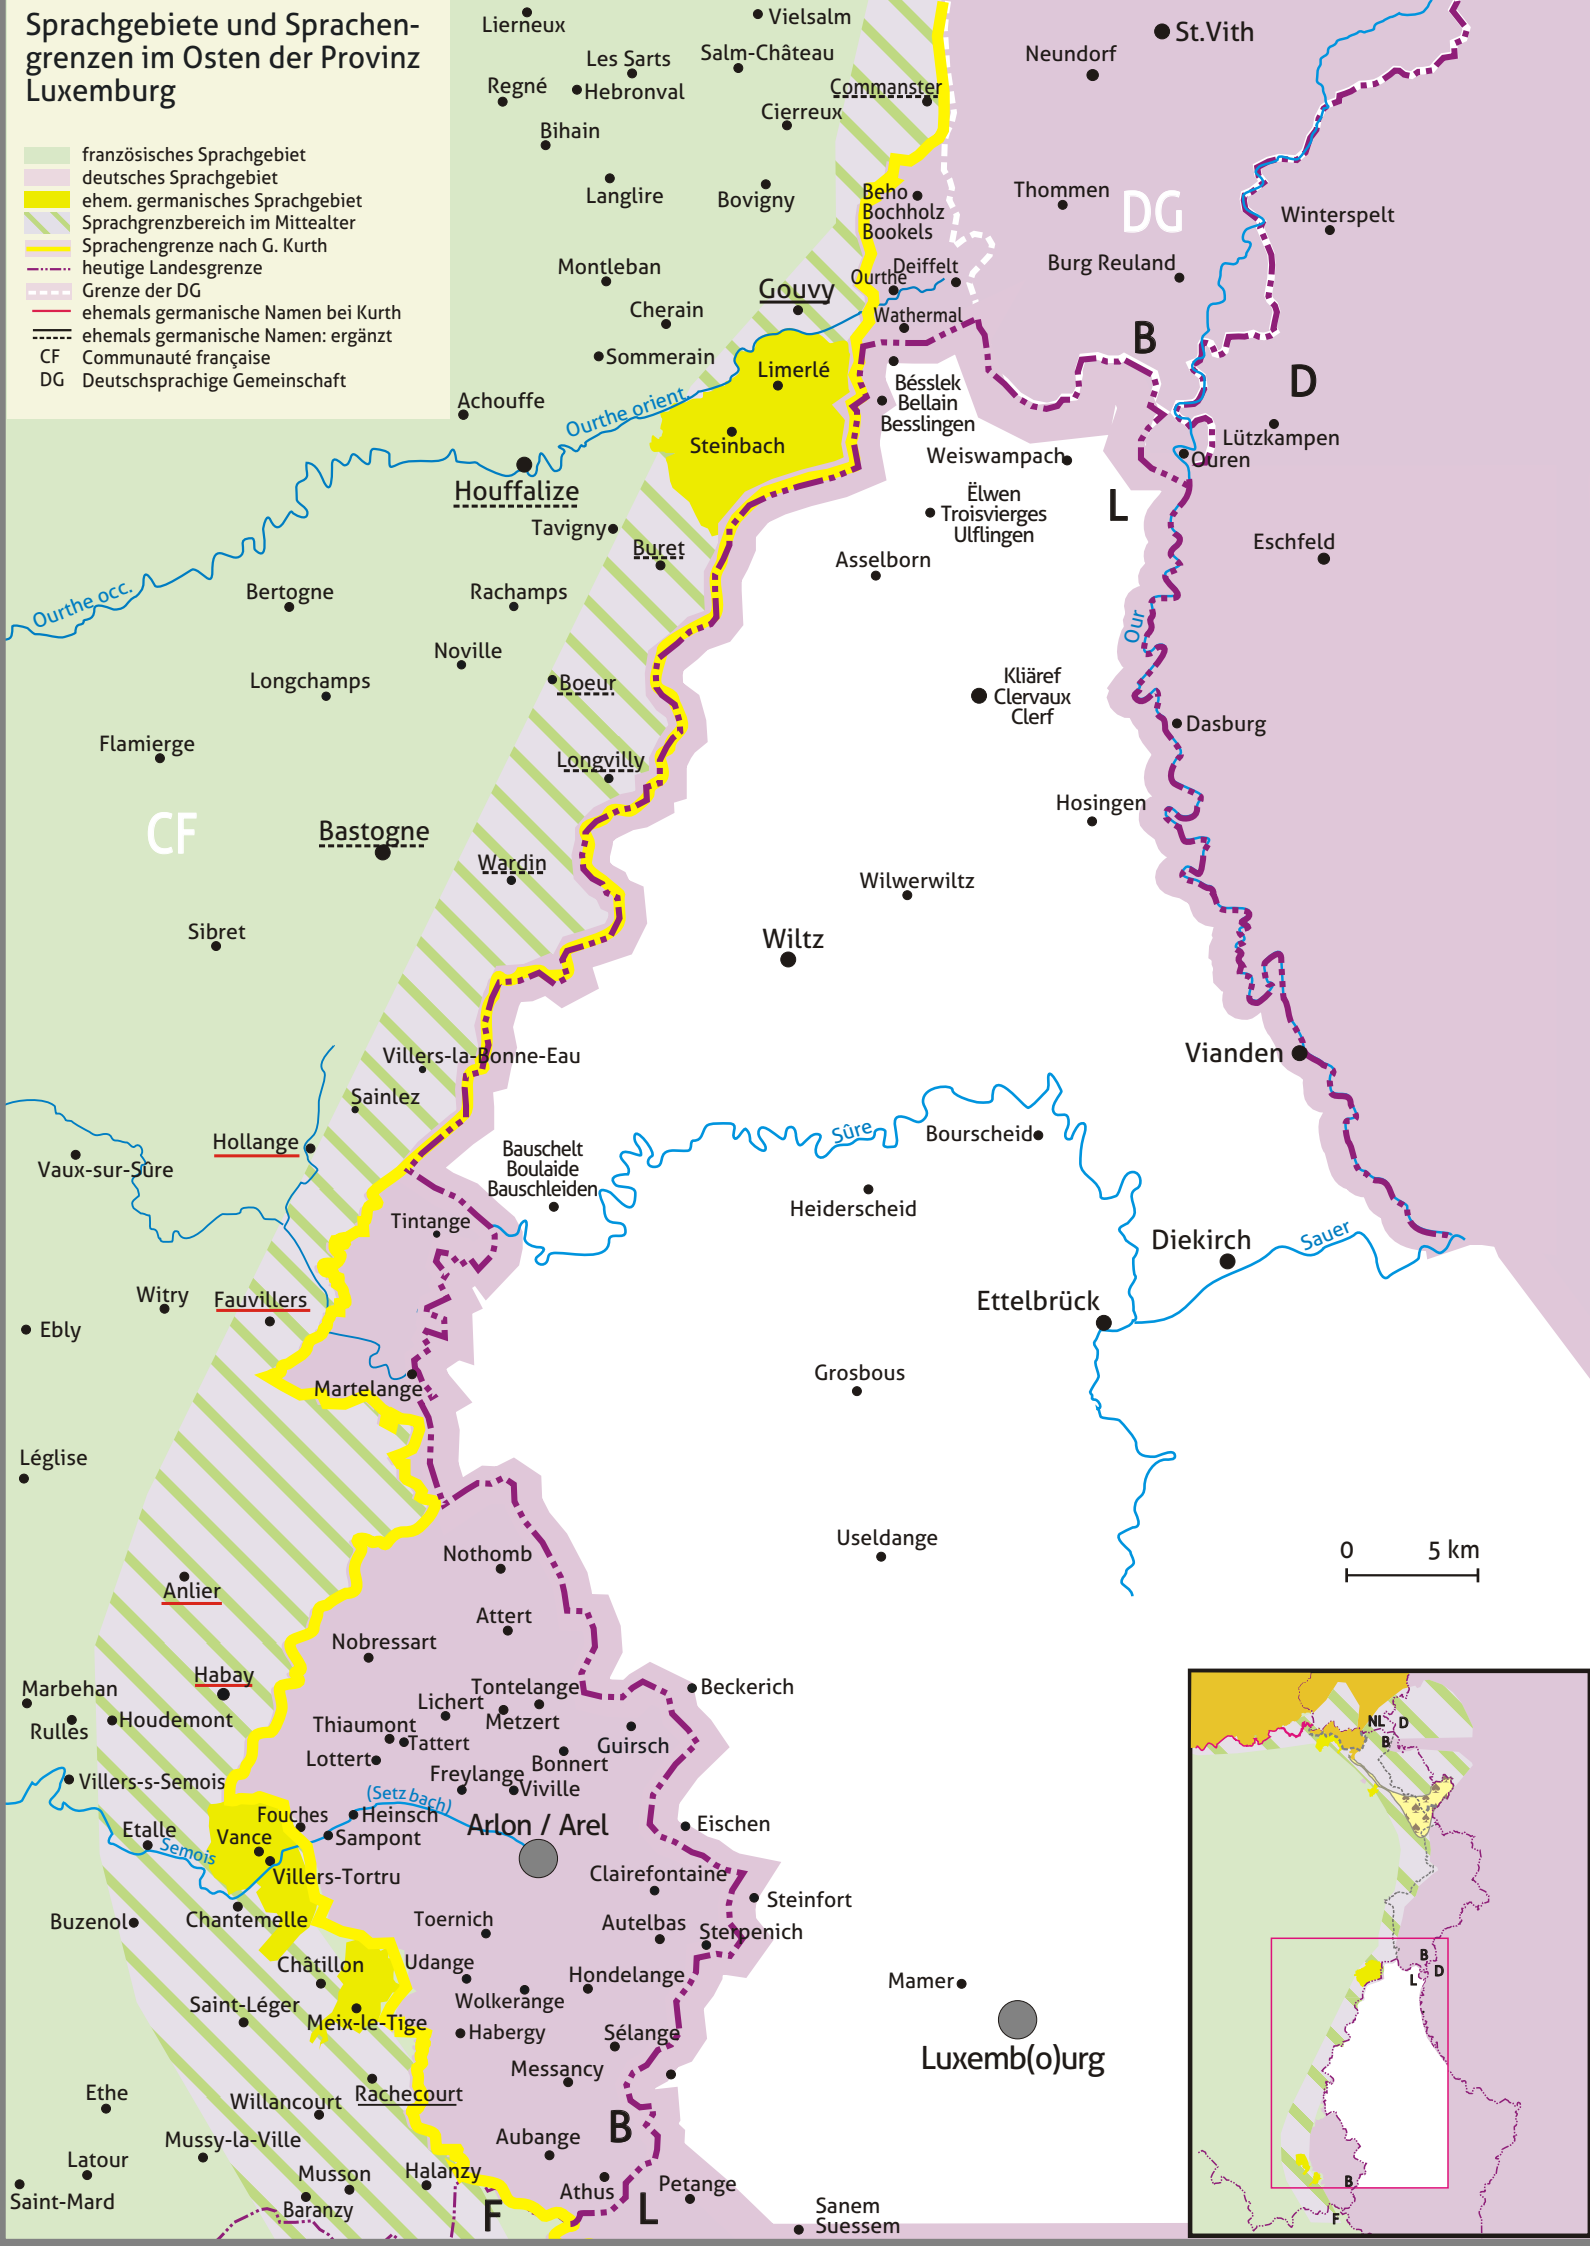 Sprachgebiete und Sprachen-
grenzen im Osten der Provinz
Luxemburg
französisches Sprachgebiet
deutsches Sprachgebiet
ehem. germanisches Sprachgebiet
Sprachgrenzbereich im Mittealter
Sprachengrenze nach G. Kurth
heutige Landesgrenze
Grenze der DG
ehemals germanische Namen bei Kurth
ehemals germanische Namen: ergänzt
CF Communauté française
DG Deutschsprachige Gemeinschaft
Lierneux
Vielsalm
St.Vith
Les Sarts
Salm-Château
Neundorf
Regné
Hebronval
Commanster
Cierreux
Bihain
Langlire
Bovigny
Beho
Bochholz
Bookels
Thommen
DG
Winterspelt
Montleban
Gouvy
Ourthe
Deiffelt
Burg Reuland
Cherain
Wathermal
Sommerain
Limerlé
B
D
Achouffe
Ourthe orient.
Bésslek
Bellain
Besslingen
Steinbach
Lützkampen
Weiswampach
Ouren
Houffalize
Ëlwen
Troisvierges
Ulflingen
L
Tavigny
Buret
Asselborn
Eschfeld
Ourthe occ.
Bertogne
Rachamps
Our
Noville
Longchamps
Boeur
Kliäref
Clervaux
Clerf
Flamierge
Dasburg
Longvilly
CF
Bastogne
Hosingen
Wardin
Wilwerwiltz
Sibret
Wiltz
Villers-la-Bonne-Eau
Vianden
Sainlez
Hollange
Vaux-sur-Sûre
Bauschelt
Boulaide
Bauschleiden
Sûre
Bourscheid
Heiderscheid
Tintange
Diekirch
Sauer
Witry
Fauvillers
Ettelbrück
Ebly
Martelange
Grosbous
Léglise
Useldange
0 5 km
Nothomb
Anlier
Attert
Nobressart
Habay
Marbehan
Rulles
Houdemont
Tontelange
Beckerich
Lichert
Metzert
Thiaumont
Tattert
Guirsch
Lottert
Bonnert
Villers-s-Semois
Freylange
Viville
(Setz bach)
Fouches
Heinsch
Arlon / Arel
Eischen
Etalle
Semois
Vance
Sampont
Villers-Tortru
Clairefontaine
Steinfort
Buzenol
Chantemelle
Toernich
Autelbas
Sterpenich
Châtillon
Udange
Hondelange
Mamer
Saint-Léger
Wolkerange
Meix-le-Tige
Habergy
Sélange
Luxemb(o)urg
Messancy
Ethe
Willancourt
Rachecourt
Mussy-la-Ville
Aubange
B
Latour
Musson
Halanzy
Saint-Mard
Baranzy
Athus
Petange
F
L
Sanem
Suessem
NL
D
B
B
D
L
B
F